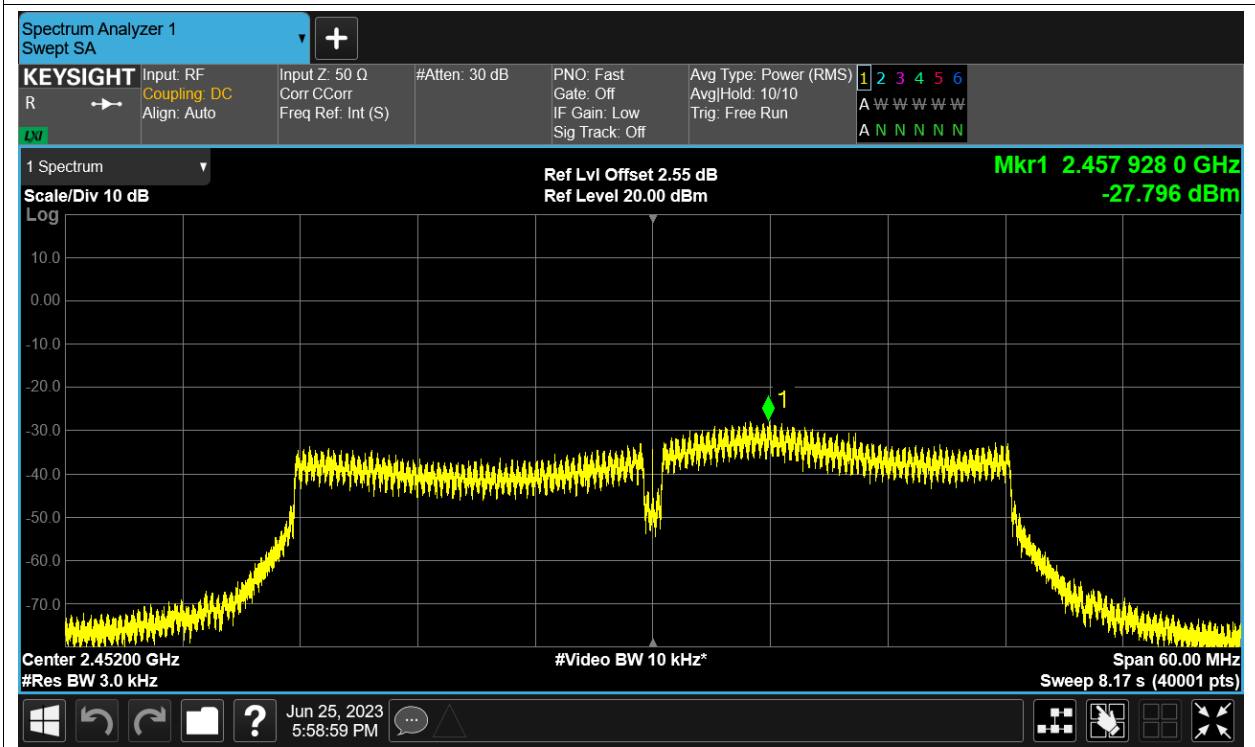 Spectrum Analyzer 1
Swept SA
KEYSIGHT
R
LXI
Input: RF
Coupling: DC
Align: Auto
Input Z: 50 Ω
Corr CCorr
Freq Ref: Int (S)
#Atten: 30 dB
PNO: Fast
Gate: Off
IF Gain: Low
Sig Track: Off
Avg Type: Power (RMS)
Avg|Hold: 10/10
Trig: Free Run
1 2 3 4 5 6
A W W W W W
A N N N N N
1 Spectrum
Scale/Div 10 dB
Log
Ref Lvl Offset 2.55 dB
Ref Level 20.00 dBm
Mkr1 2.457 928 0 GHz
-27.796 dBm
10.0
0.00
-10.0
-20.0
1
-30.0
-40.0
-50.0
-60.0
-70.0
Center 2.45200 GHz
#Res BW 3.0 kHz
#Video BW 10 kHz*
Span 60.00 MHz
Sweep 8.17 s (40001 pts)
?
Jun 25, 2023
5:58:59 PM